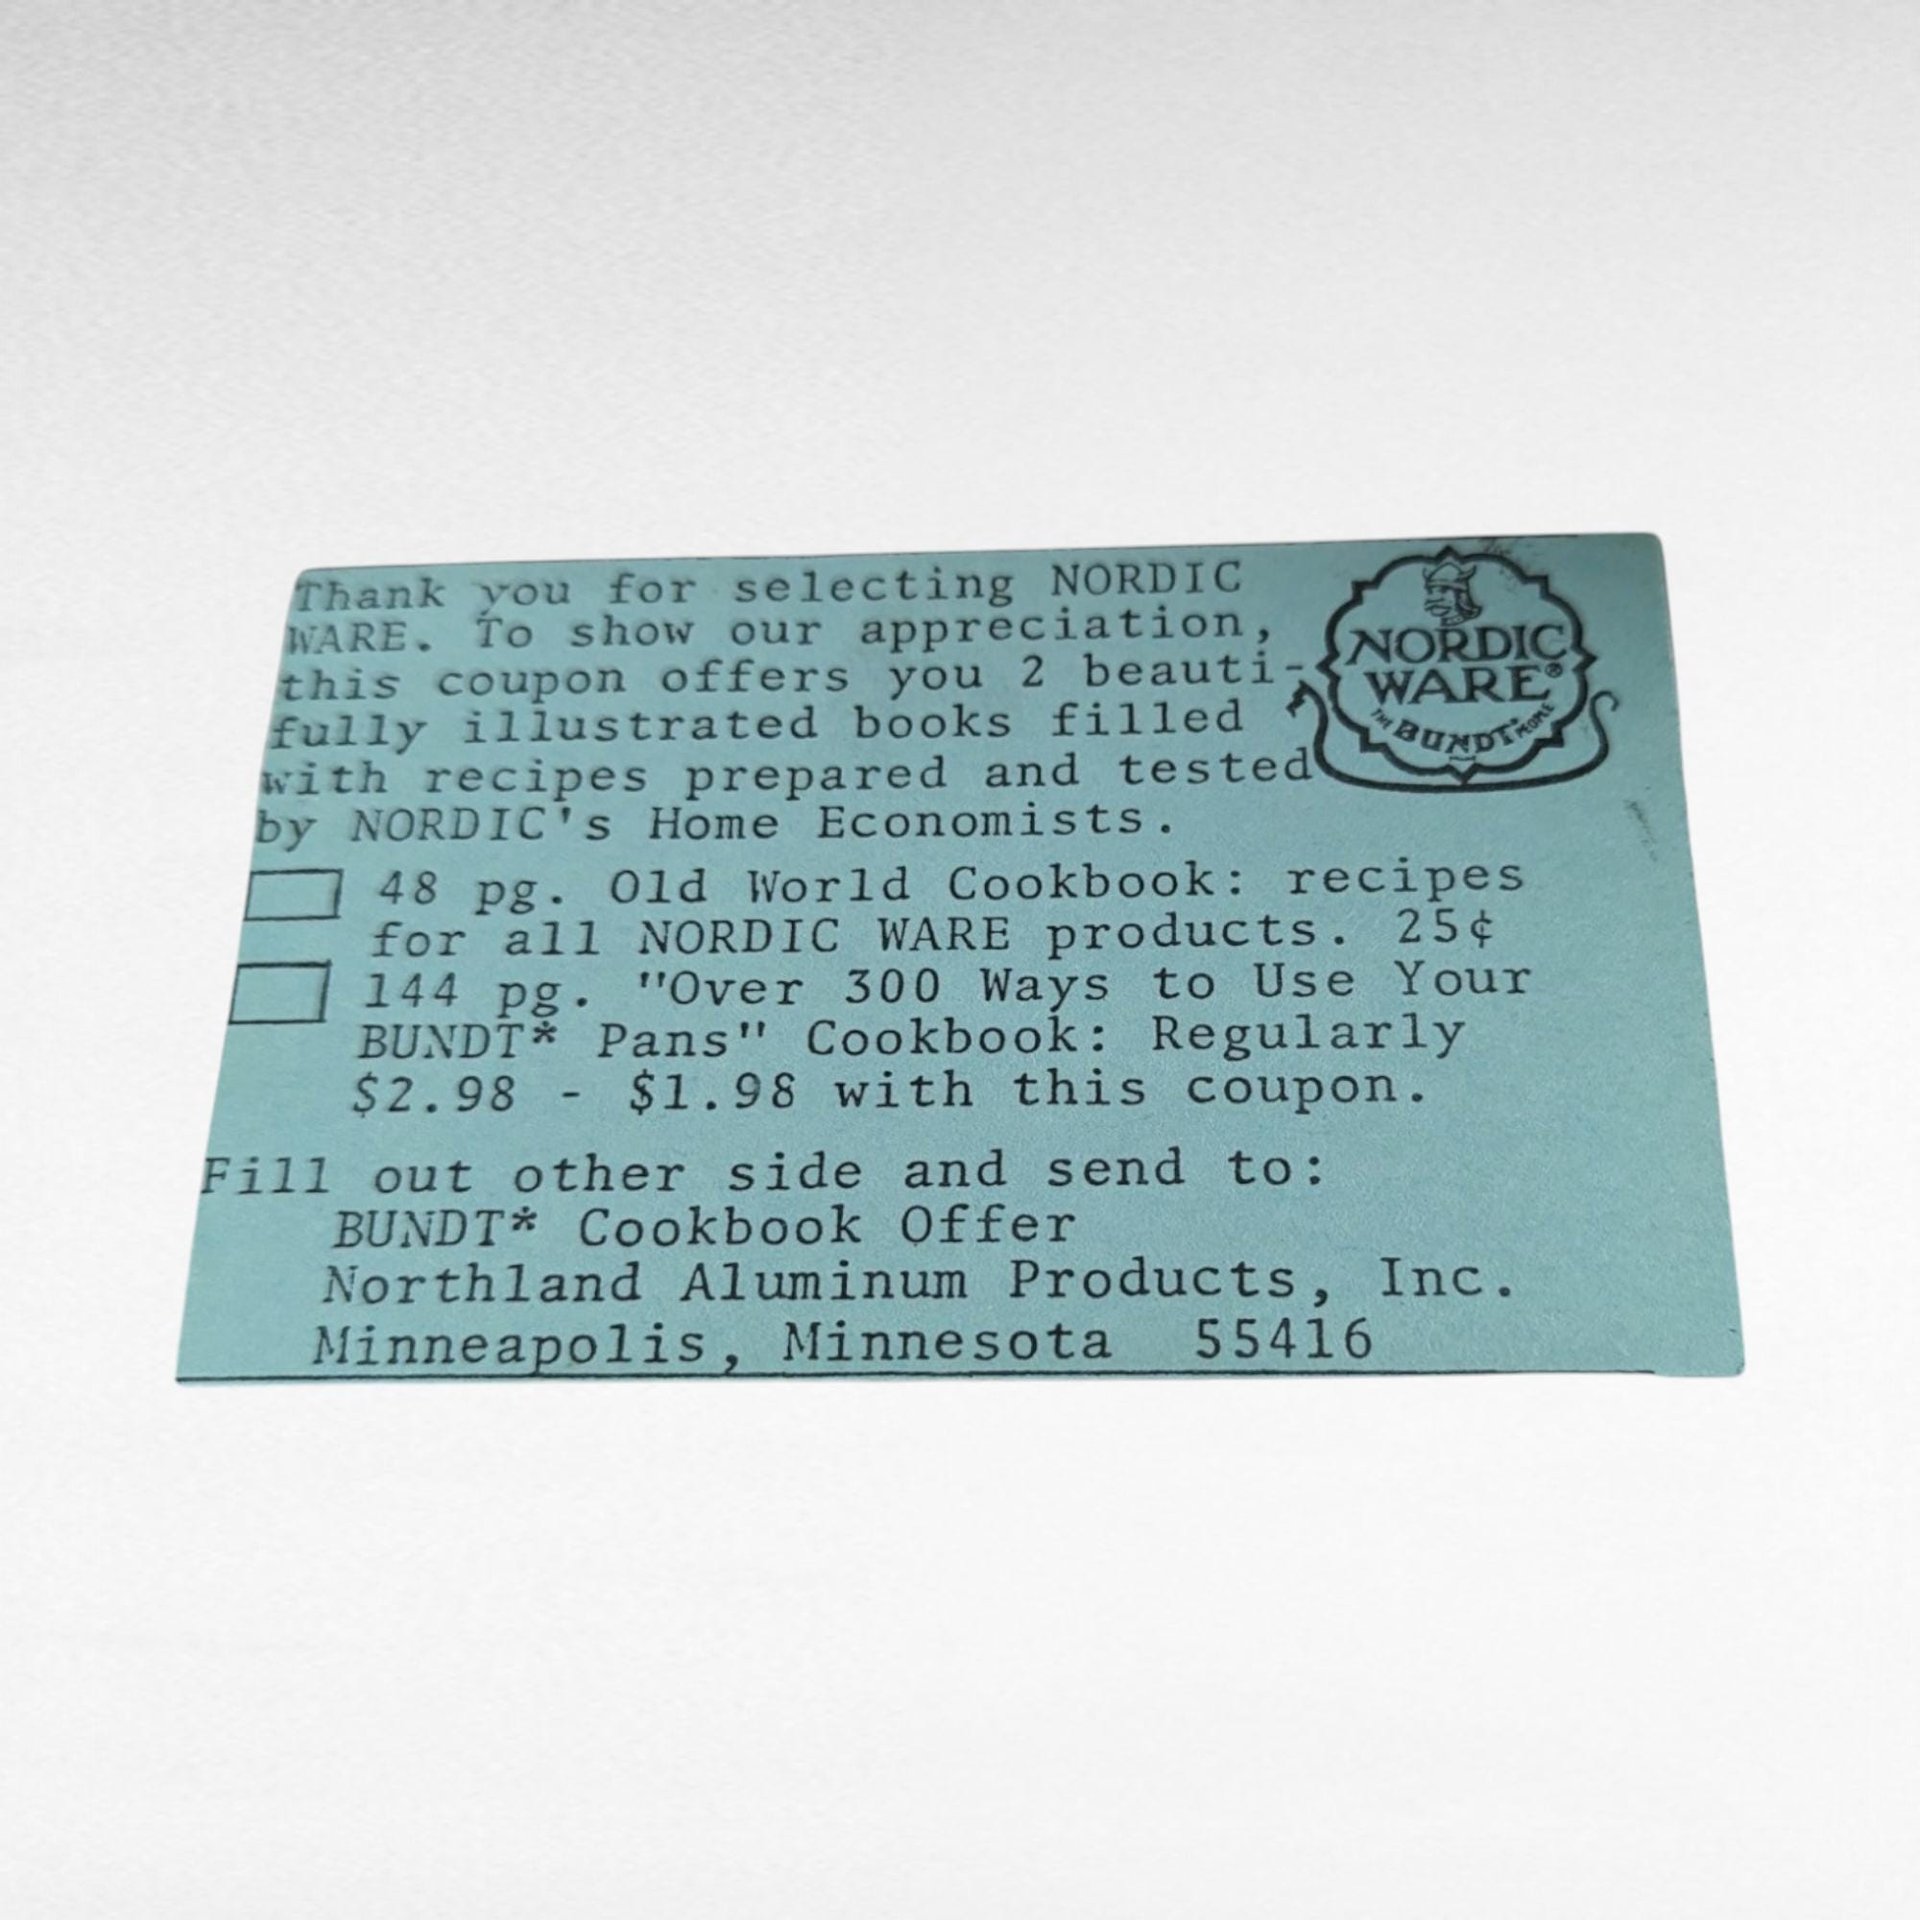 Thank you for selecting NORDIC
WARE. To show our appreciation,
this coupon offers you 2 beauti-
fully illustrated books filled
with recipes prepared and tested
by NORDIC's Home Economists.
NORDIC
WARE®
THE BUNDT® HOME
48 pg. Old World Cookbook: recipes
for all NORDIC WARE products. 25¢
144 pg. "Over 300 Ways to Use Your
BUNDT* Pans" Cookbook: Regularly
$2.98 - $1.98 with this coupon.
Fill out other side and send to:
BUNDT* Cookbook Offer
Northland Aluminum Products, Inc.
Minneapolis, Minnesota 55416